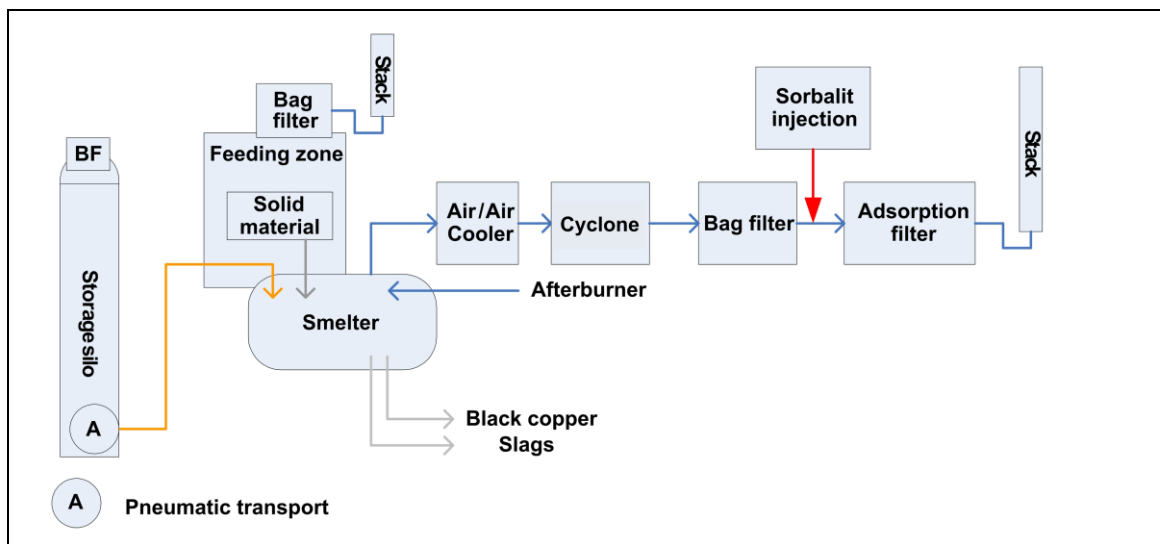 Stack
Bag
filter
BF
Feeding zone
Solid
material
Storage silo
A
Smelter
Air/Air
Cooler
Cyclone
Bag filter
Sorbalit
injection
Adsorption
filter
Stack
Afterburner
Black copper
Slags
A
Pneumatic transport